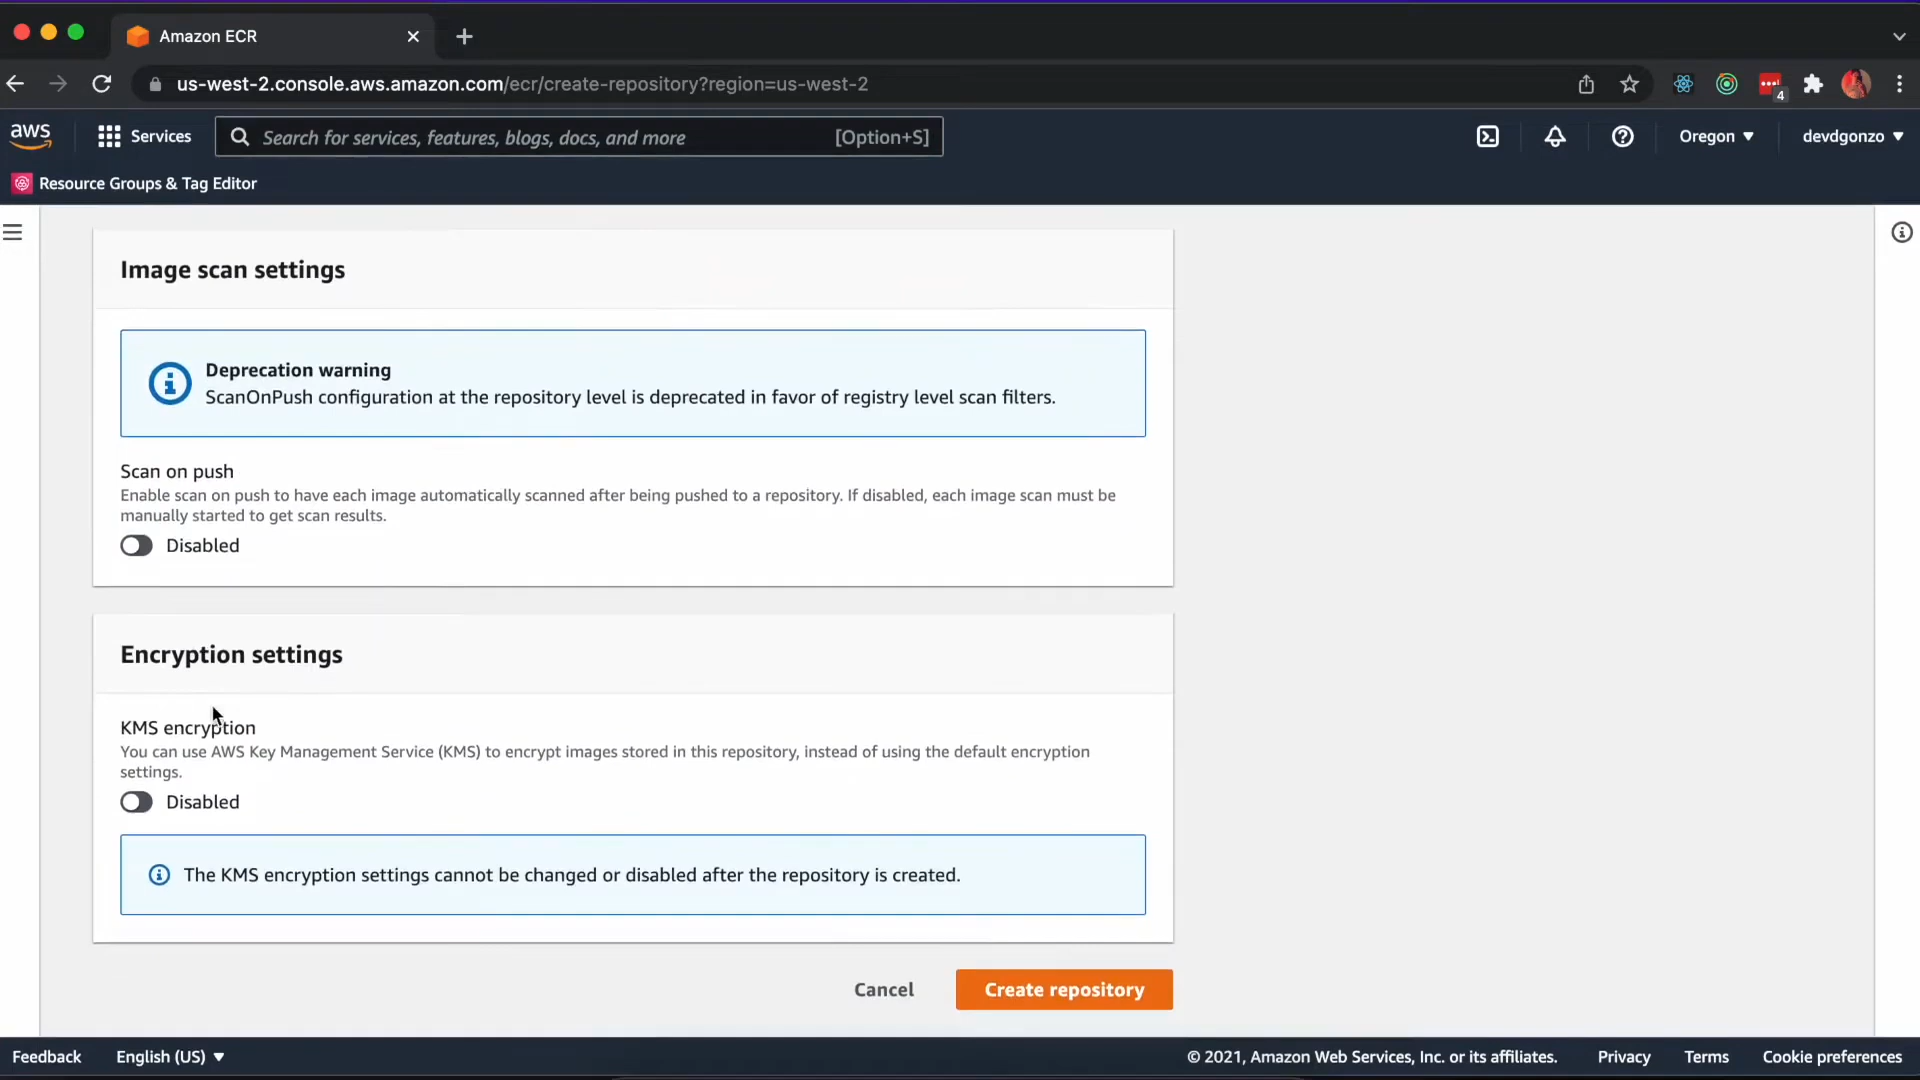 Amazon ECR
us-west-2.console.aws.amazon.com/ecr/create-repository?region=us-west-2
4
aws
Services
Search for services, features, blogs, docs, and more
[Option+S]
Oregon
devdgonzo
Resource Groups & Tag Editor
Image scan settings
Deprecation warning
ScanOnPush configuration at the repository level is deprecated in favor of registry level scan filters.
Scan on push
Enable scan on push to have each image automatically scanned after being pushed to a repository. If disabled, each image scan must be
manually started to get scan results.
Disabled
Encryption settings
KMS encryption
You can use AWS Key Management Service (KMS) to encrypt images stored in this repository, instead of using the default encryption
settings.
Disabled
The KMS encryption settings cannot be changed or disabled after the repository is created.
Cancel
Create repository
Feedback
English (US)
© 2021, Amazon Web Services, Inc. or its affiliates.
Privacy
Terms
Cookie preferences